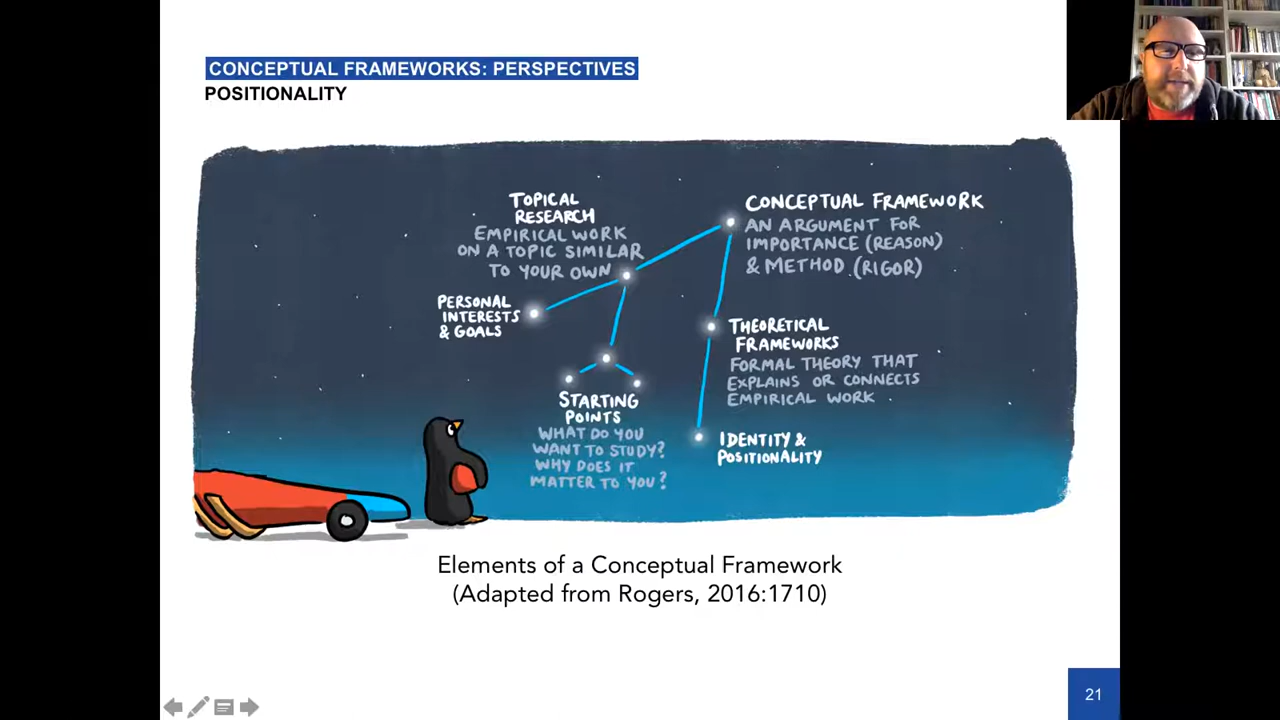 CONCEPTUAL FRAMEWORKS: PERSPECTIVES
POSITIONALITY
TOPICAL
RESEARCH
EMPIRICAL WORK
ON A TOPIC SIMILAR
TO YOUR OWN
PERSONAL
INTERESTS
& GOALS
STARTING
POINTS
WHAT DO YOU
WANT TO STUDY?
WHY DOES IT
MATTER TO YOU?
CONCEPTUAL FRAMEWORK
AN ARGUMENT FOR
IMPORTANCE (REASON)
& METHOD (RIGOR)
THEORETICAL
FRAMEWORKS
FORMAL THEORY THAT
EXPLAINS OR CONNECTS
EMPIRICAL WORK
IDENTITY &
POSITIONALITY
Elements of a Conceptual Framework
(Adapted from Rogers, 2016:1710)
21